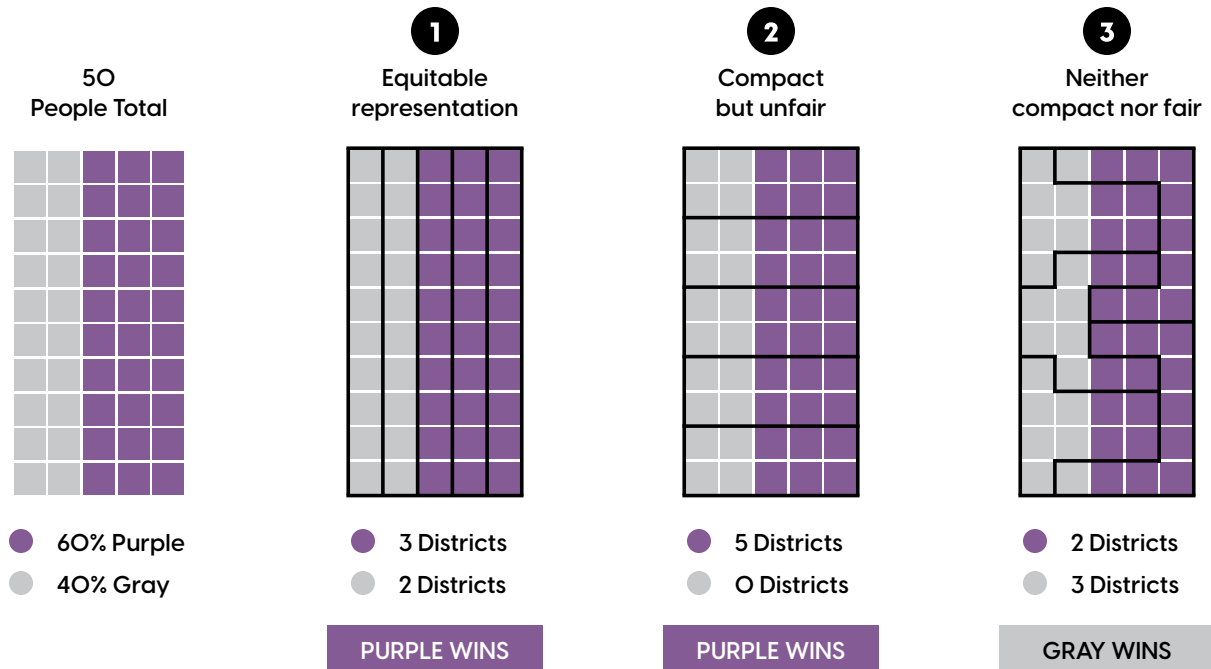 50
People Total
60% Purple
40% Gray
1
Equitable
representation
3 Districts
2 Districts
PURPLE WINS
2
Compact
but unfair
5 Districts
0 Districts
PURPLE WINS
3
Neither
compact nor fair
2 Districts
3 Districts
GRAY WINS